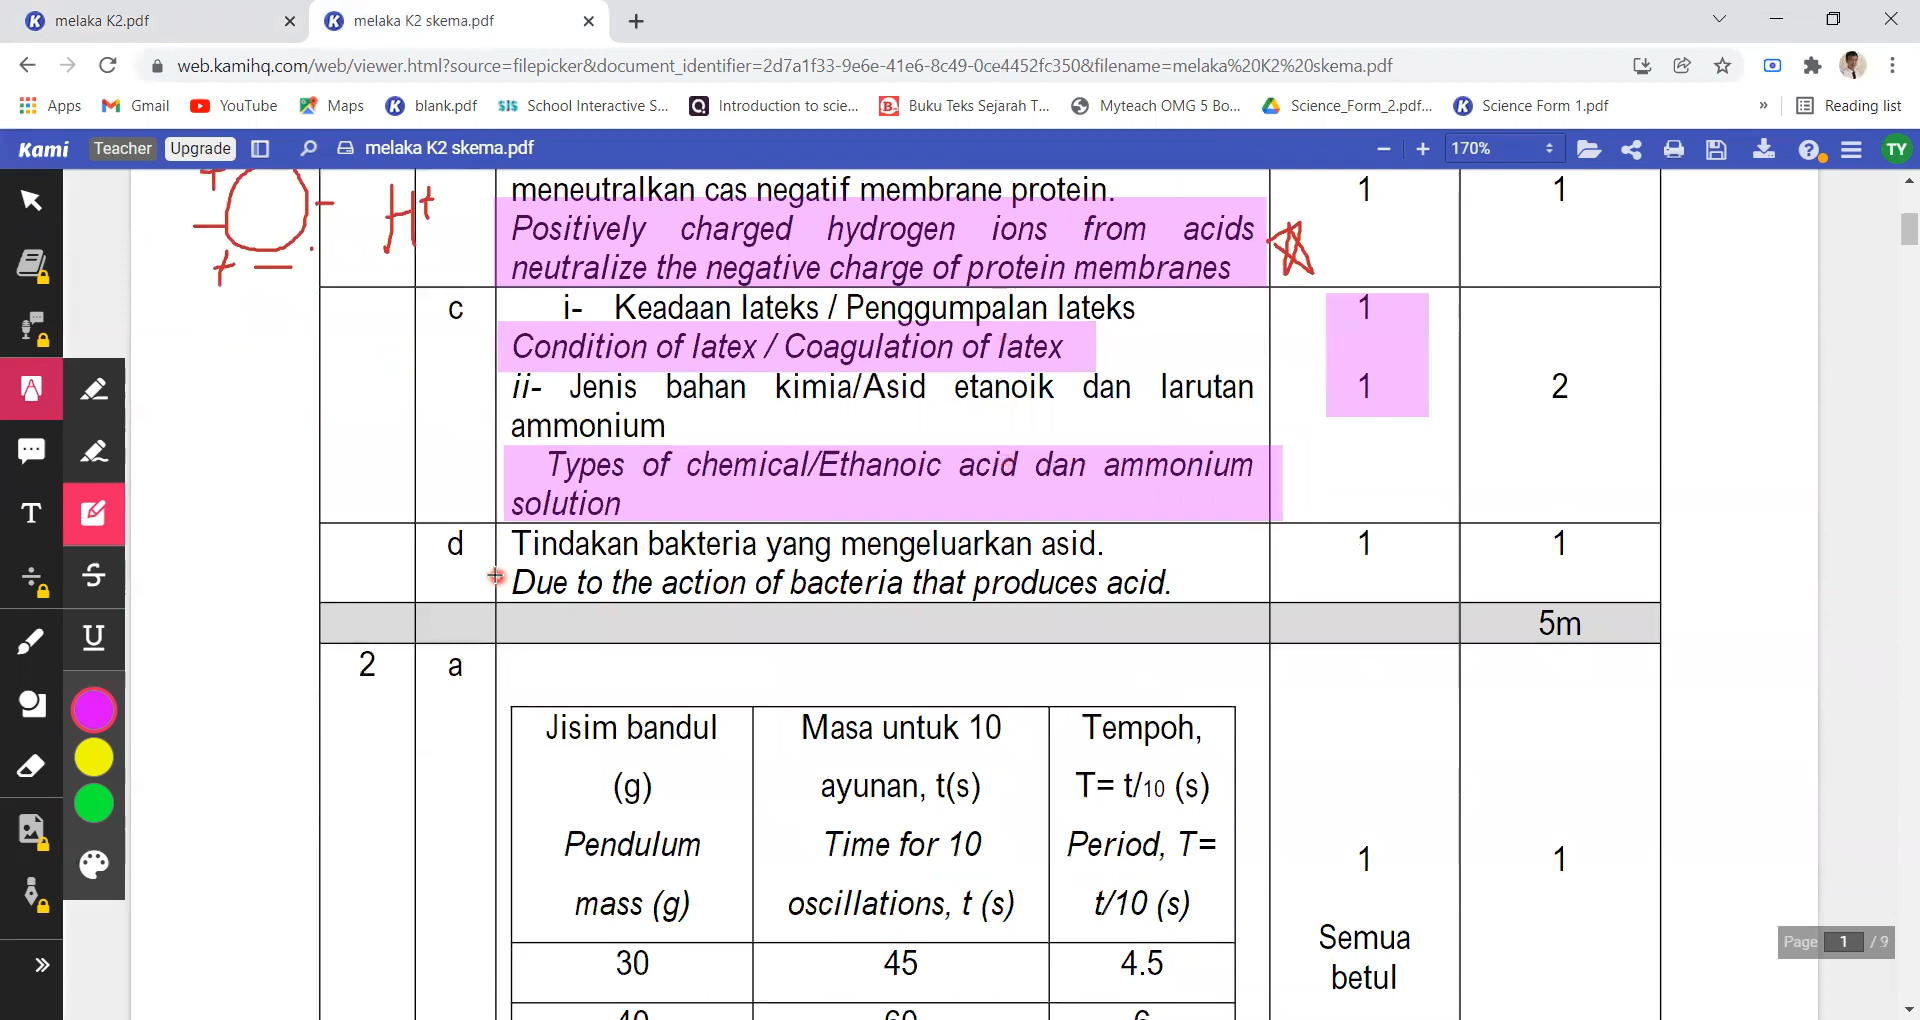 melaka K2.pdf
melaka K2 skema.pdf
web.kamihq.com/web/viewer.html?source=filepicker&document_identifier=2d7a1f33-9e6e-41e6-8c49-0ce4452fc350&filename=melaka%20K2%20skema.pdf
Apps Gmail YouTube Maps blank.pdf School Interactive S... Introduction to scie... Buku Teks Sejarah T... Myteach OMG 5 Bo... Science_Form_2.pdf... Science Form 1.pdf » Reading list
Kami Teacher Upgrade melaka K2 skema.pdf 170% TY
+ H+ meneutralkan cas negatif membrane protein. 1 1
Positively charged hydrogen ions from acids
neutralize the negative charge of protein membranes
c i- Keadaan lateks / Penggumpalan lateks 1
Condition of latex / Coagulation of latex
ii- Jenis bahan kimia/Asid etanoik dan larutan 1 2
ammonium
Types of chemical/Ethanoic acid dan ammonium
solution
d Tindakan bakteria yang mengeluarkan asid. 1 1
Due to the action of bacteria that produces acid.
5m
2 a
Jisim bandul Masa untuk 10 Tempoh,
(g) ayunan, t(s) T= t/10 (s)
Pendulum Time for 10 Period, T=
mass (g) oscillations, t (s) t/10 (s)
1 1
Semua
betul
30 45 4.5
40 60 6
Page 1 / 9